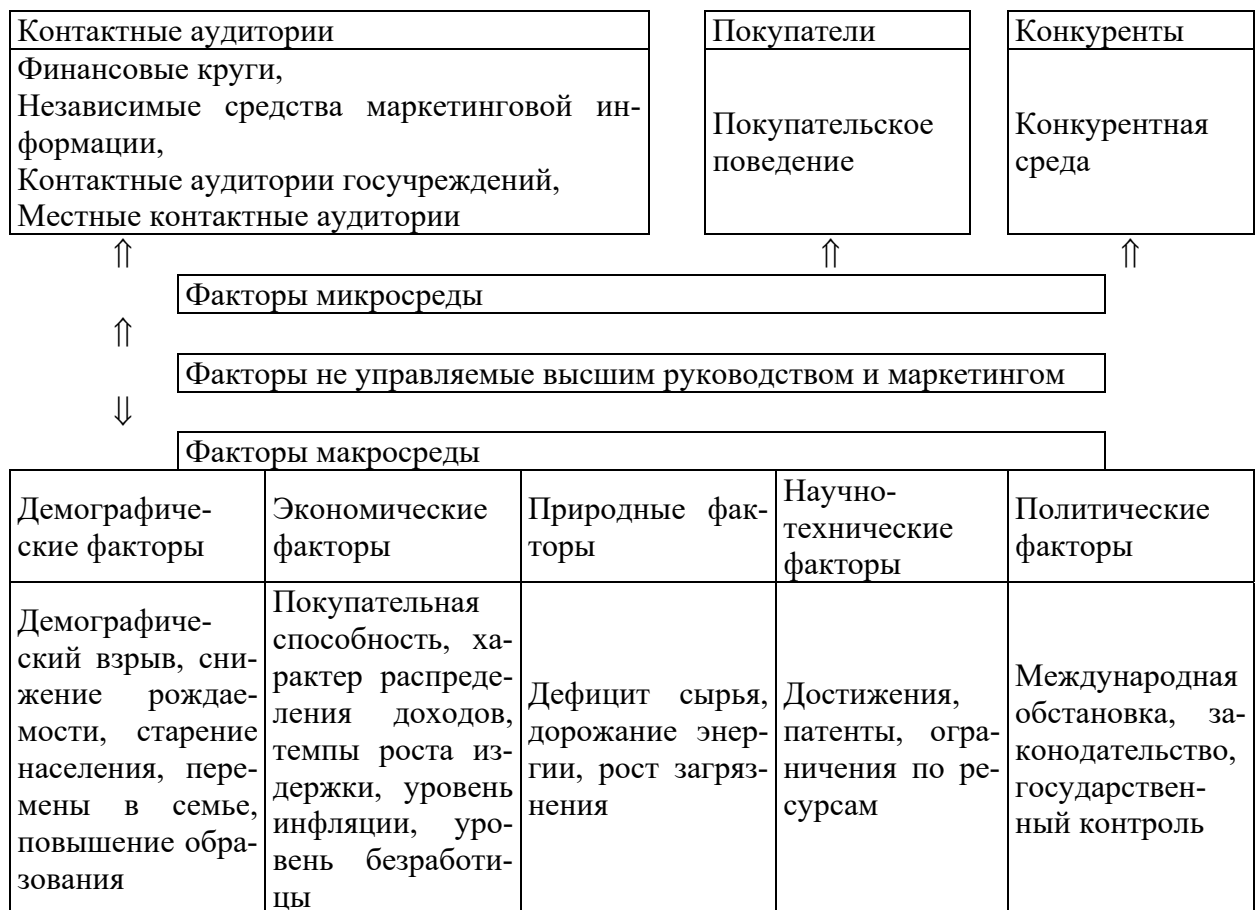 Контактные аудитории
Финансовые круги,
Независимые средства маркетинговой ин-
формации,
Контактные аудитории госучреждений,
Местные контактные аудитории
Покупатели
Покупательское
поведение
Конкуренты
Конкурентная
среда
⇑ ⇑ ⇑
Факторы микросреды
⇑
Факторы не управляемые высшим руководством и маркетингом
⇓
Факторы макросреды
Демографиче-
ские факторы
Экономические
факторы
Природные фак-
торы
Научно-
технические
факторы
Политические
факторы
Демографиче-
ский взрыв, сни-
жение рождае-
мости, старение
населения, пере-
мены в семье,
повышение обра-
зования
Покупательная
способность, ха-
рактер распреде-
ления доходов,
темпы роста из-
держки, уровень
инфляции, уро-
вень безработи-
цы
Дефицит сырья,
дорожание энер-
гии, рост загряз-
нения
Достижения,
патенты, огра-
ничения по ре-
сурсам
Международная
обстановка, за-
конодательство,
государствен-
ный контроль